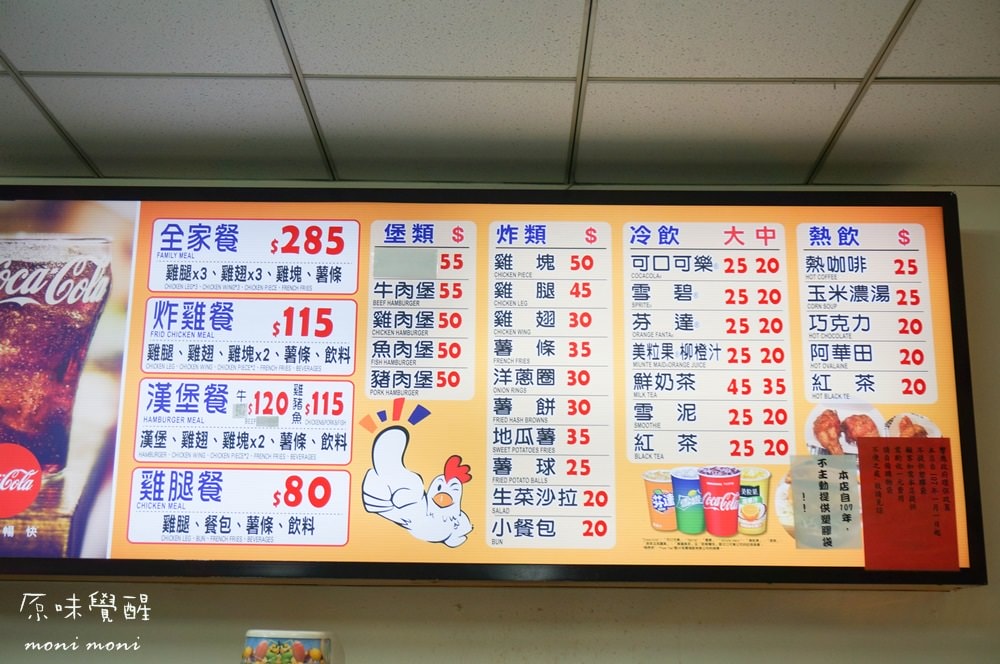 Coca-Cola
Coca-Cola
暢 快
全家餐 $285
FAMILY MEAL
雞腿x3、雞翅x3、雞塊、薯條
炸雞餐 $115
FRID CHICKEN MEAL
雞腿、雞翅、雞塊x2、薯條、飲料
漢堡餐 牛 $120 雞豬魚 $115
HAMBURGER MEAL
漢堡、雞翅、雞塊x2、薯條、飲料
雞腿餐 $80
CHICKEN MEAL
雞腿、餐包、薯條、飲料
堡類 $
55
牛肉堡 55
BEEF HAMBURGER
雞肉堡 50
CHICKEN HAMBURGER
魚肉堡 50
FISH HAMBURGER
豬肉堡 50
PORK HAMBURGER
炸類 $
雞塊 50
CHICKEN PIECE
雞腿 45
CHICKEN LEG
雞翅 30
CHICKEN WING
薯條 35
FRENCH FRIES
洋蔥圈 30
ONION RINGS
薯餅 30
FRIED HASH BROWNS
地瓜薯 35
SWEET POTATOES FRIES
薯球 25
FRIED POTATO BALLS
生菜沙拉 20
SALAD
小餐包 20
BUN
冷飲 大 中
可口可樂 25 20
COCACOLA
雪碧 25 20
SPRITE
芬達 25 20
ORANGE FANTA
美粒果 柳橙汁 25 20
MIUNTE MAID-ORANGE JUICE
鮮奶茶 45 35
MILK TEA
雪泥 25 20
SMOOTHIE
紅茶 25 20
BLACK TEA
熱飲 $
熱咖啡 25
HOT COFFEE
玉米濃湯 25
CORN SOUP
巧克力 20
HOT CHOCOLATE
阿華田 20
HOT OVALAINE
紅茶 20
HOT BLACK TE
本店自109年，
不主動提供塑膠袋
！！
原味覺醒
moni moni